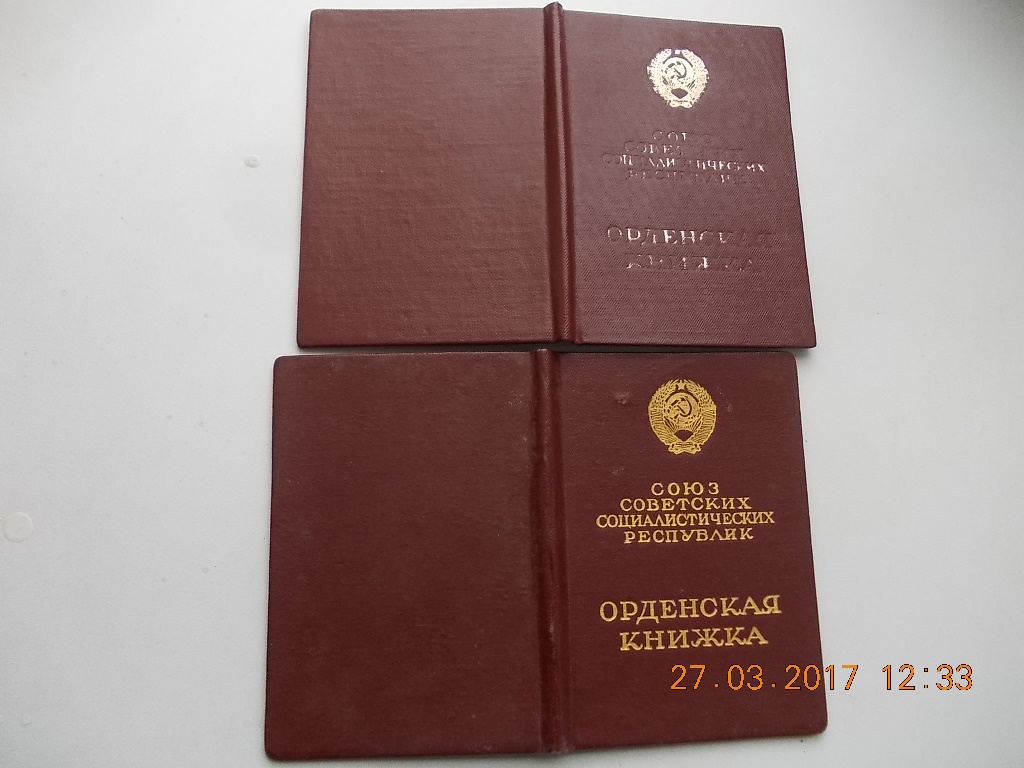 СОЮЗ
СОВЕТСКИХ
СОЦИАЛИСТИЧЕСКИХ
РЕСПУБЛИК
ОРДЕНСКАЯ
КНИЖКА
СОЮЗ
СОВЕТСКИХ
СОЦИАЛИСТИЧЕСКИХ
РЕСПУБЛИК
ОРДЕНСКАЯ
КНИЖКА
27.03.2017 12:33